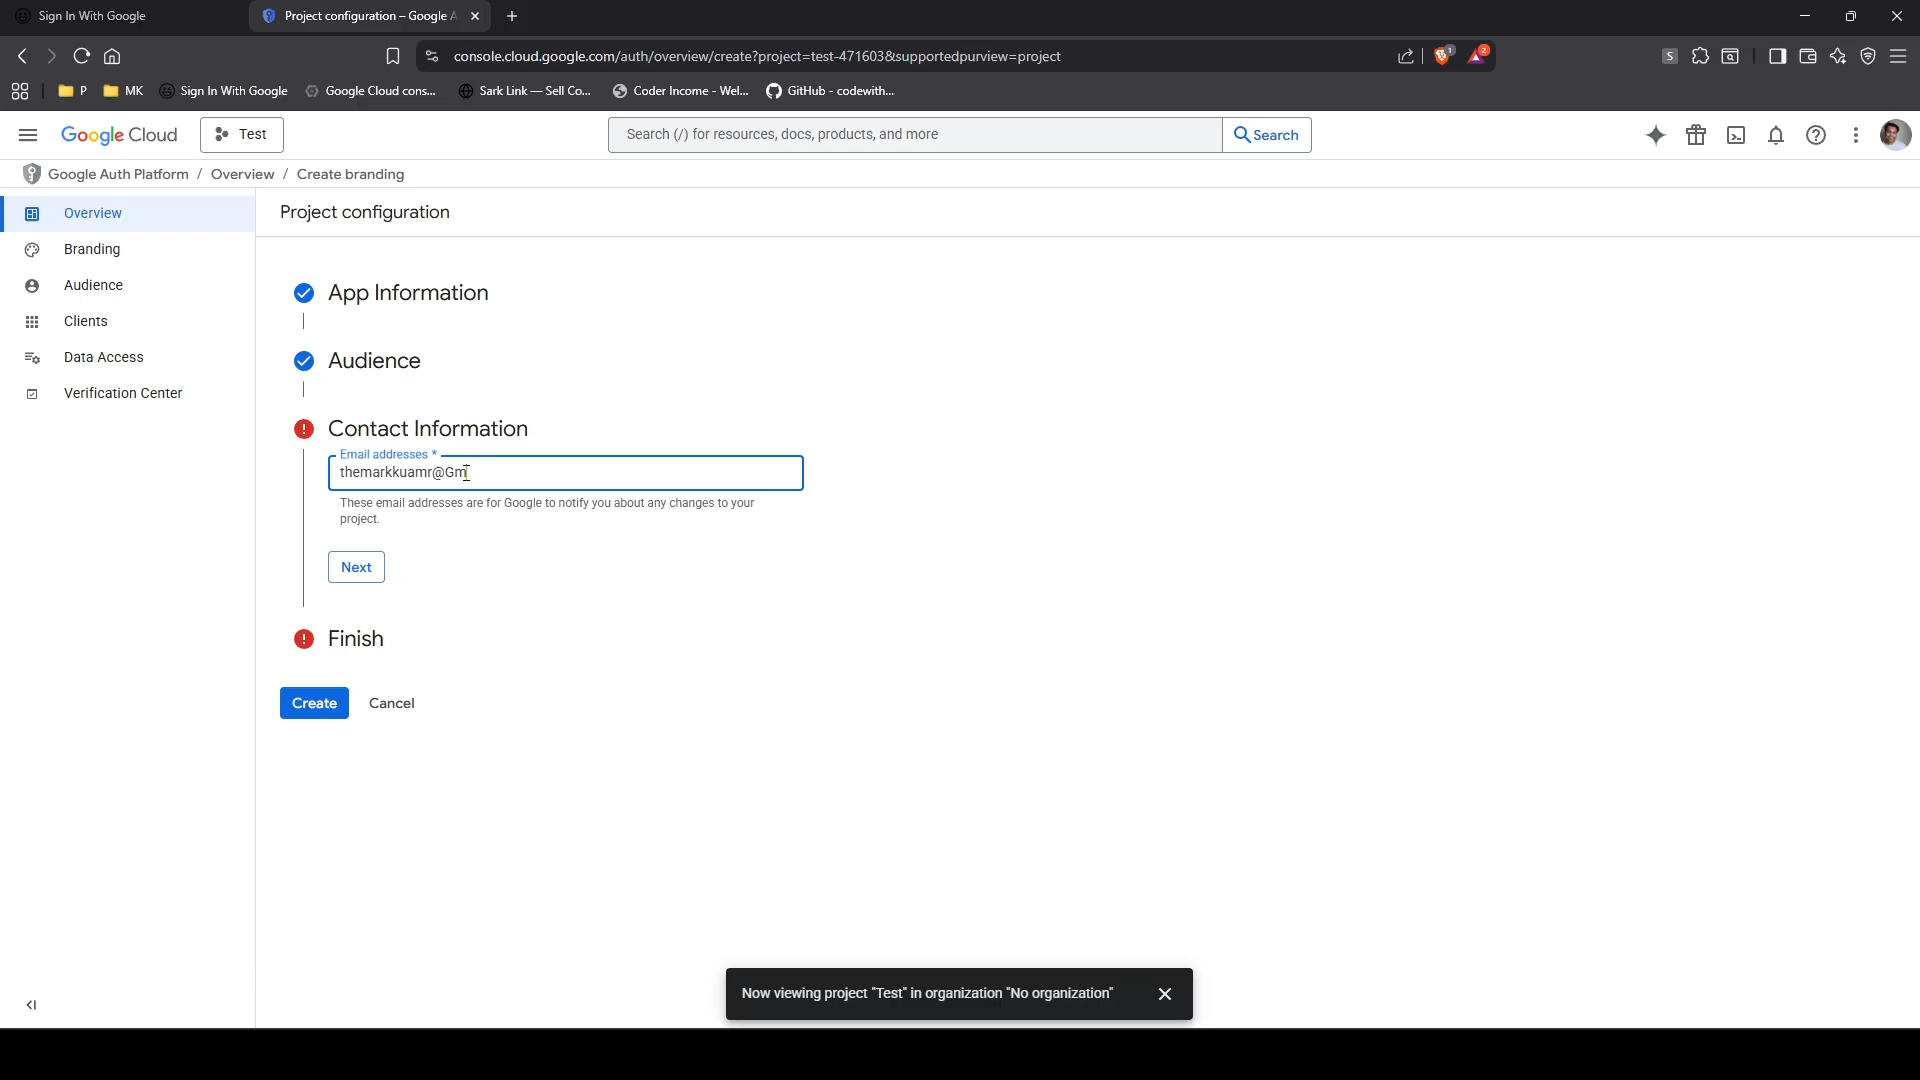 Sign In With Google
Project configuration – Google A
console.cloud.google.com/auth/overview/create?project=test-471603&supportedpurview=project
S
1
2
P
MK
Sign In With Google
Google Cloud cons...
Sark Link — Sell Co...
Coder Income - Wel...
GitHub - codewith...
Google Cloud
Test
Search (/) for resources, docs, products, and more
Search
Google Auth Platform / Overview / Create branding
Overview
Branding
Audience
Clients
Data Access
Verification Center
Project configuration
App Information
Audience
Contact Information
Email addresses *
themarkkuamr@Gm
These email addresses are for Google to notify you about any changes to your
project.
Next
Finish
Create
Cancel
Now viewing project "Test" in organization "No organization"